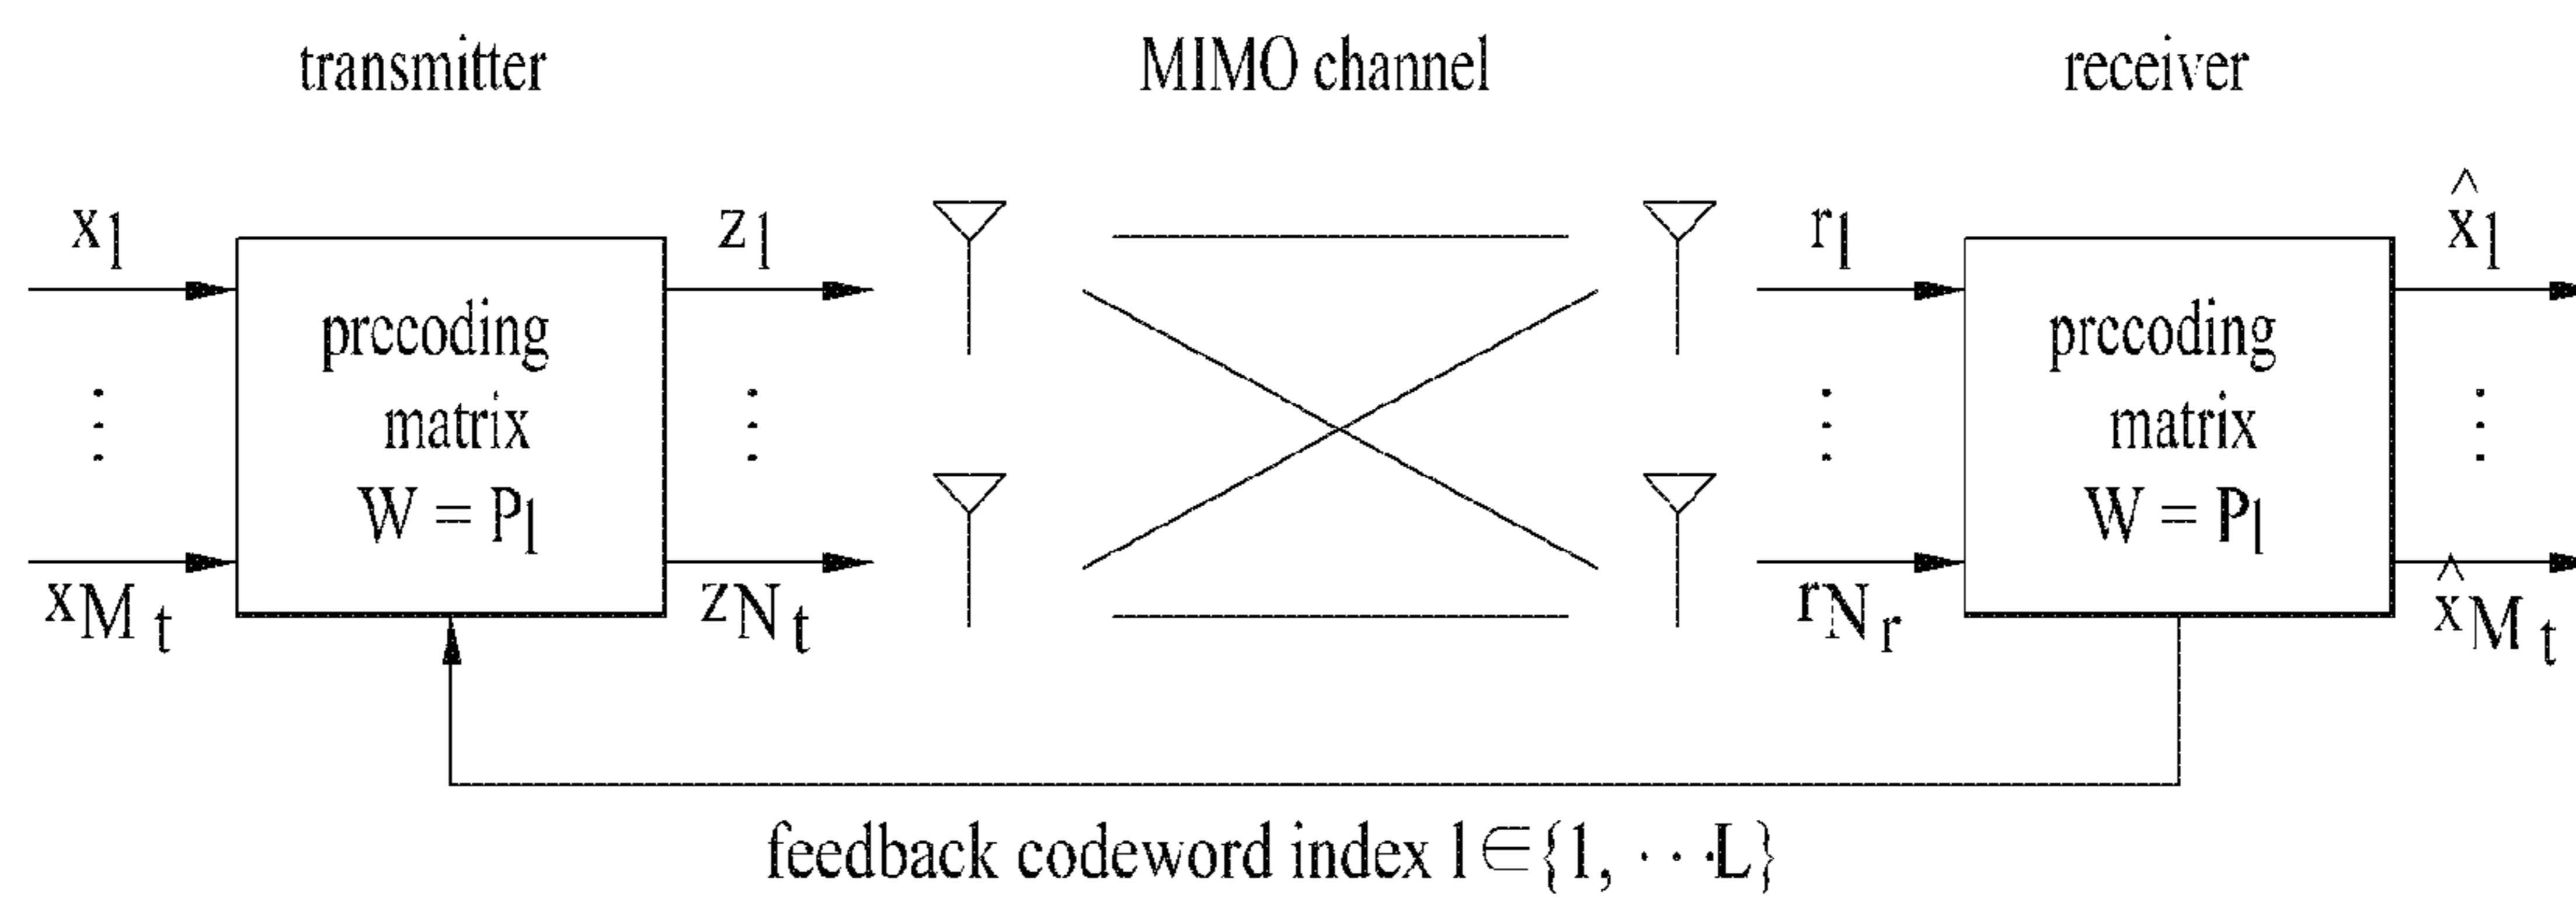 transmitter MIMO channel receiver
x1 z1 r1 x̂1
prccoding prccoding
matrix matrix
W = Pl W = Pl
xMt zNt rNr x̂Mt
feedback codeword index l∈{1, ···L}